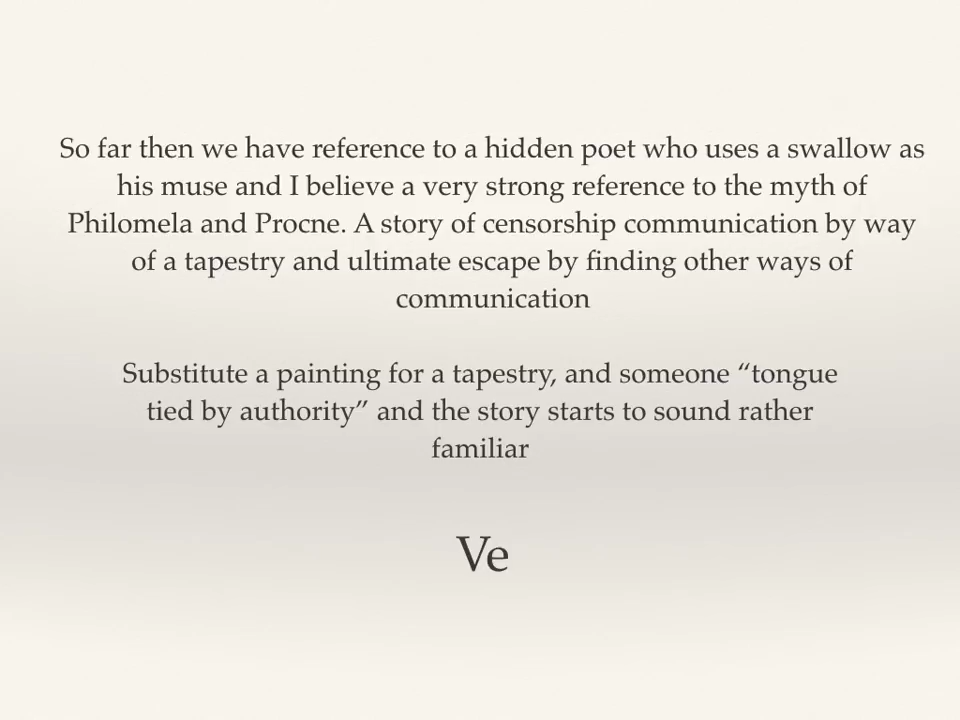 So far then we have reference to a hidden poet who uses a swallow as
his muse and I believe a very strong reference to the myth of
Philomela and Procne. A story of censorship communication by way
of a tapestry and ultimate escape by finding other ways of
communication
Substitute a painting for a tapestry, and someone “tongue
tied by authority” and the story starts to sound rather
familiar
Ve